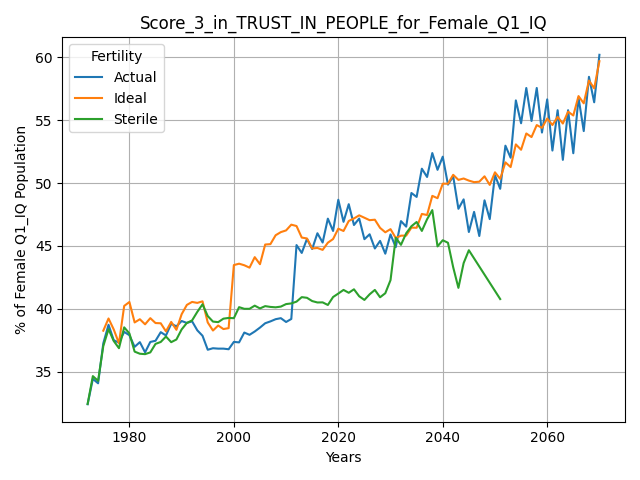 Score_3_in_TRUST_IN_PEOPLE_for_Female_Q1_IQ
% of Female Q1_IQ Population
60
55
50
45
40
35
Fertility
Actual
Ideal
Sterile
1980
2000
2020
2040
2060
Years